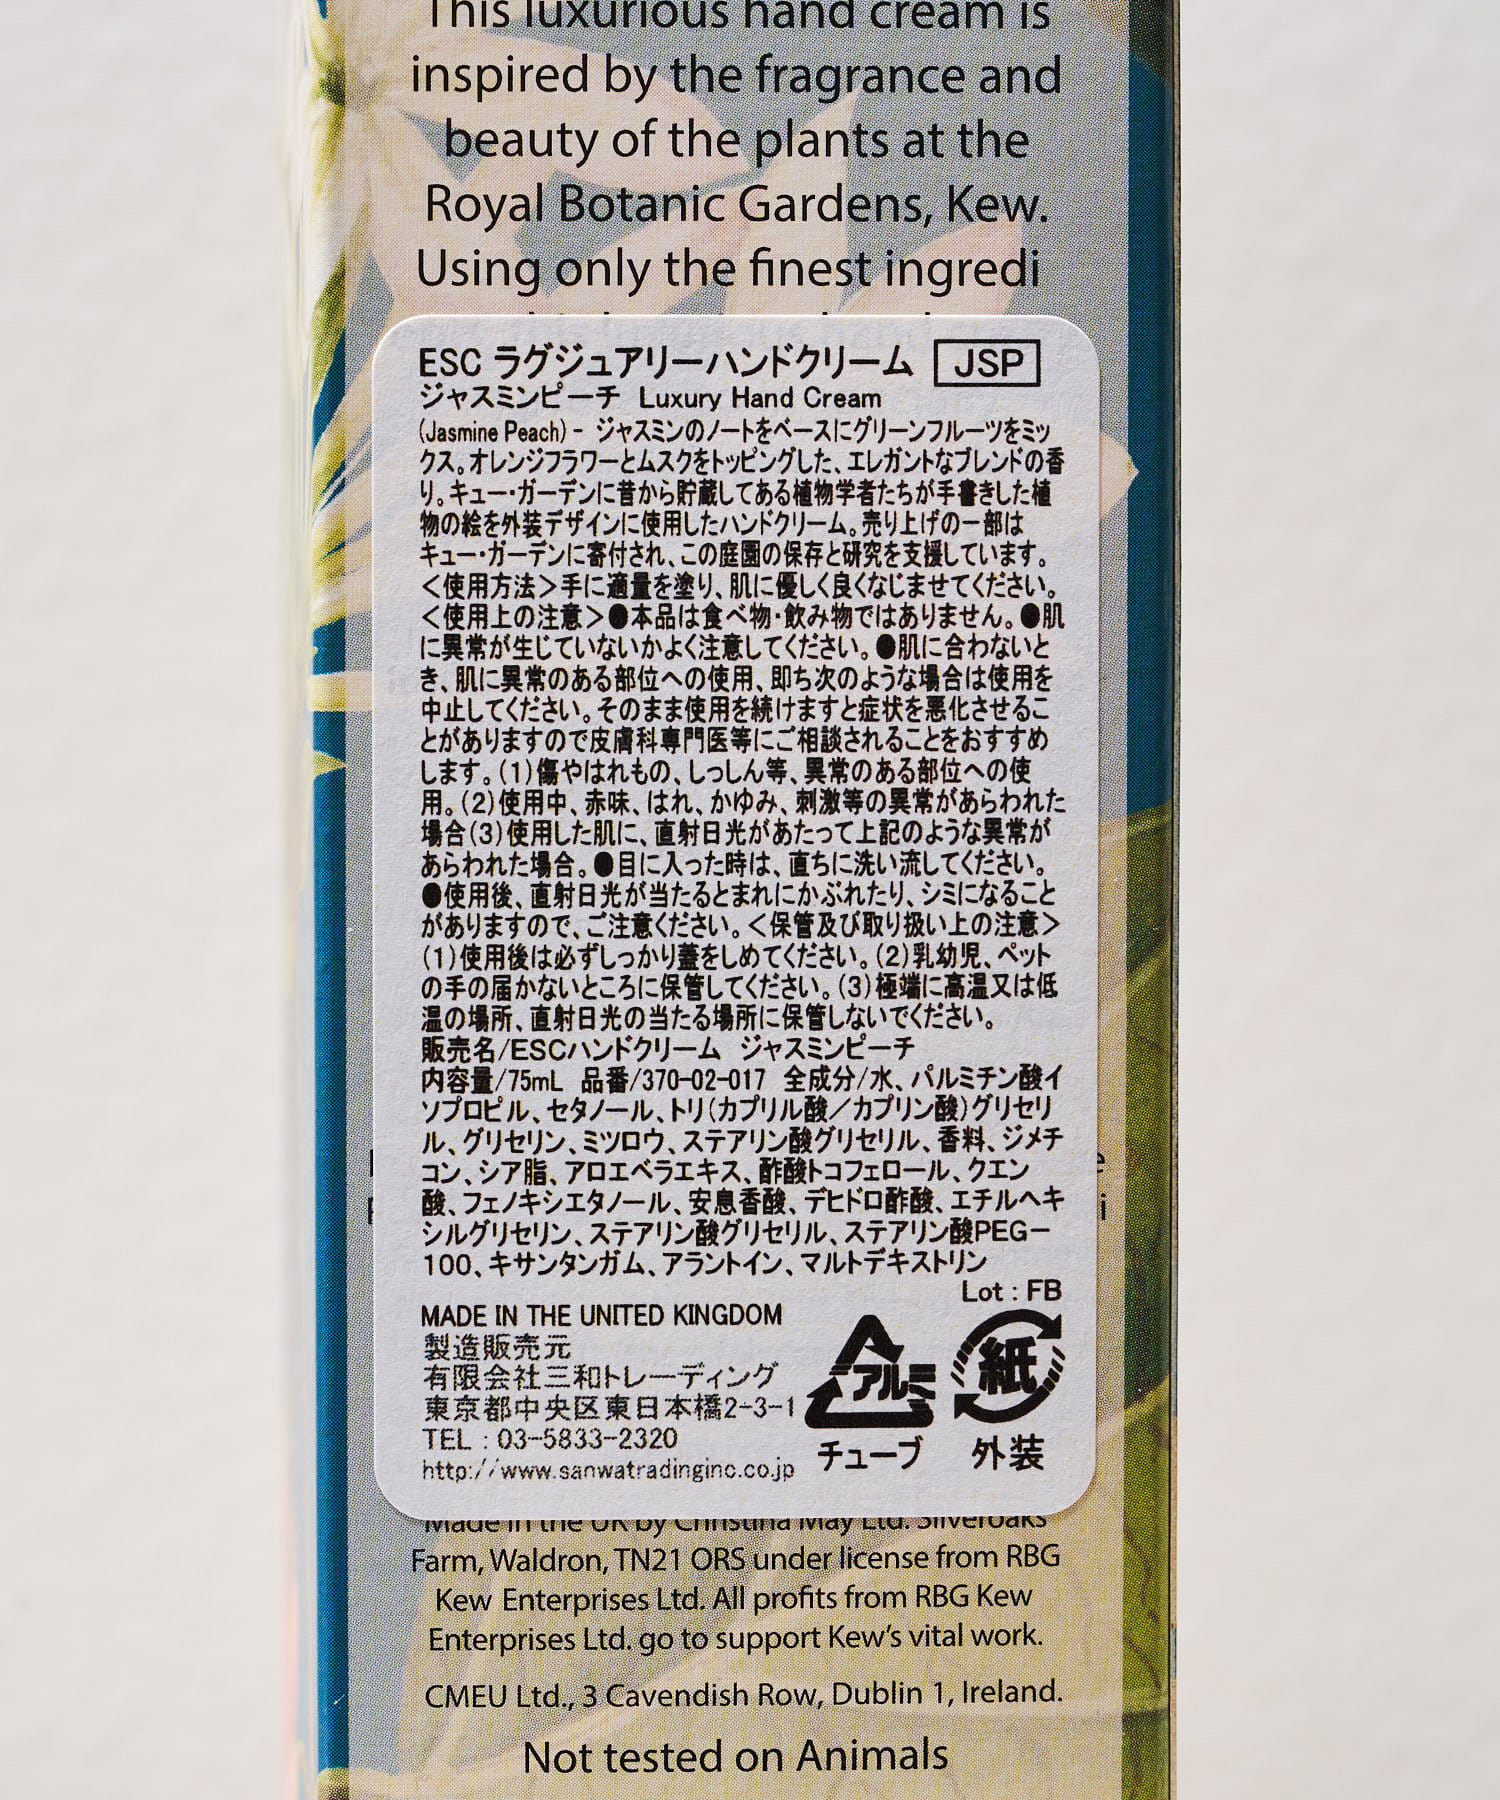 This luxurious hand cream is
inspired by the fragrance and
beauty of the plants at the
Royal Botanic Gardens, Kew.
Using only the finest ingredi
ESC ラグジュアリーハンドクリーム JSP
ジャスミンピーチ Luxury Hand Cream
(Jasmine Peach) - ジャスミンのノートをベースにグリーンフルーツをミッ
クス。オレンジフラワーとムスクをトッピングした、エレガントなブレンドの香
り。キュー・ガーデンに昔から貯蔵してある植物学者たちが手書きした植
物の絵を外装デザインに使用したハンドクリーム。売り上げの一部は
キュー・ガーデンに寄付され、この庭園の保存と研究を支援しています。
＜使用方法＞手に適量を塗り、肌に優しく良くなじませてください。
＜使用上の注意＞●本品は食べ物・飲み物ではありません。●肌
に異常が生じていないかよく注意してください。●肌に合わないと
き、肌に異常のある部位への使用、即ち次のような場合は使用を
中止してください。そのまま使用を続けますと症状を悪化させるこ
とがありますので皮膚科専門医等にご相談されることをおすすめ
します。(1)傷やはれもの、しっしん等、異常のある部位への使
用。(2)使用中、赤味、はれ、かゆみ、刺激等の異常があらわれた
場合(3)使用した肌に、直射日光があたって上記のような異常が
あらわれた場合。●目に入った時は、直ちに洗い流してください。
●使用後、直射日光が当たるとまれにかぶれたり、シミになること
がありますので、ご注意ください。＜保管及び取り扱い上の注意＞
(1)使用後は必ずしっかり蓋をしめてください。(2)乳幼児、ペット
の手の届かないところに保管してください。(3)極端に高温又は低
温の場所、直射日光の当たる場所に保管しないでください。
販売名/ESCハンドクリーム ジャスミンピーチ
内容量/75mL 品番/370-02-017 全成分/水、パルミチン酸イ
ソプロピル、セタノール、トリ(カプリル酸／カプリン酸)グリセリ
ル、グリセリン、ミツロウ、ステアリン酸グリセリル、香料、ジメチ
コン、シア脂、アロエベラエキス、酢酸トコフェロール、クエン
酸、フェノキシエタノール、安息香酸、デヒドロ酢酸、エチルヘキ
シルグリセリン、ステアリン酸グリセリル、ステアリン酸PEG-
100、キサンタンガム、アラントイン、マルトデキストリン
Lot : FB
MADE IN THE UNITED KINGDOM
製造販売元
有限会社三和トレーディング
東京都中央区東日本橋2-3-1
TEL : 03-5833-2320
http://www.sanwatradinginc.co.jp
アルミ
チューブ
紙
外装
Made in the UK by Christina May Ltd. Silveroaks
Farm, Waldron, TN21 ORS under license from RBG
Kew Enterprises Ltd. All profits from RBG Kew
Enterprises Ltd. go to support Kew's vital work.
CMEU Ltd., 3 Cavendish Row, Dublin 1, Ireland.
Not tested on Animals